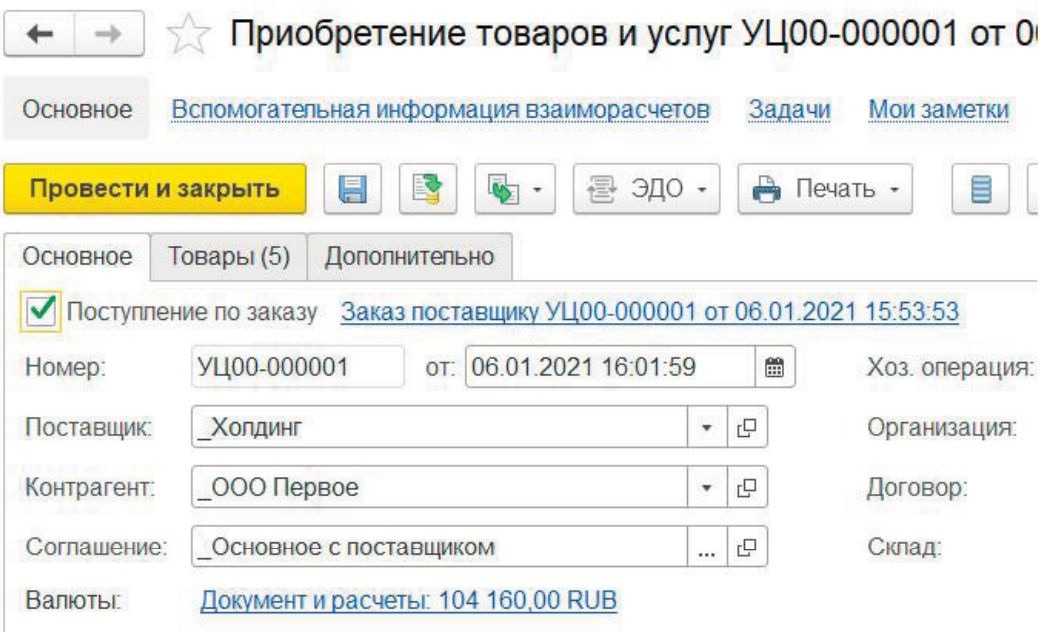 Приобретение товаров и услуг УЦ00-000001 от 0
Основное Вспомогательная информация взаиморасчетов Задачи Мои заметки
Провести и закрыть ЭДО Печать
Основное Товары (5) Дополнительно
Поступление по заказу Заказ поставщику УЦ00-000001 от 06.01.2021 15:53:53
Номер: УЦ00-000001 от: 06.01.2021 16:01:59 Хоз. операция:
Поставщик: _Холдинг Организация:
Контрагент: _ООО Первое Договор:
Соглашение: _Основное с поставщиком ... Склад:
Валюты: Документ и расчеты: 104 160,00 RUB